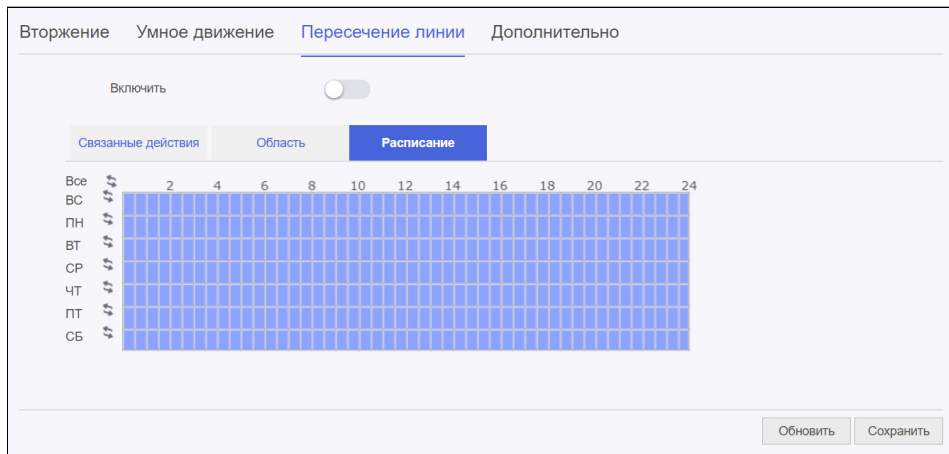 Вторжение Умное движение Пересечение линии Дополнительно
Включить
Связанные действия Область Расписание
Все 2 4 6 8 10 12 14 16 18 20 22 24
ВС
ПН
ВТ
СР
ЧТ
ПТ
СБ
Обновить Сохранить